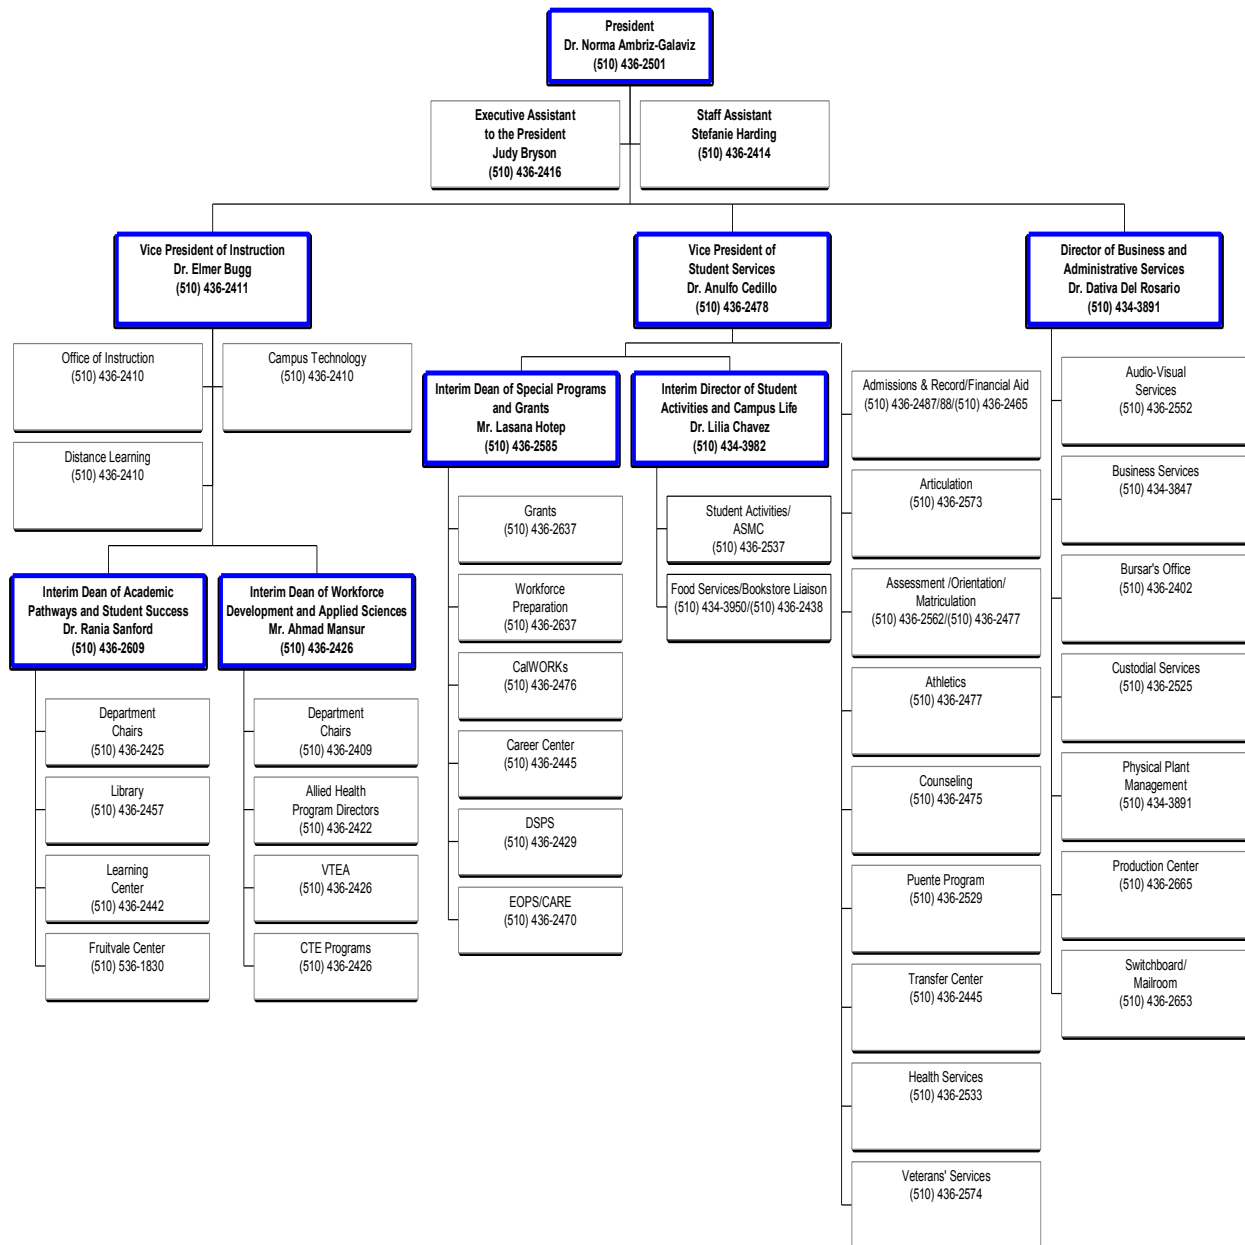 President
Dr. Norma Ambriz-Galaviz
(510) 436-2501
Executive Assistant
to the President
Judy Bryson
(510) 436-2416
Staff Assistant
Stefanie Harding
(510) 436-2414
Vice President of Instruction
Dr. Elmer Bugg
(510) 436-2411
Vice President of
Student Services
Dr. Anulfo Cedillo
(510) 436-2478
Director of Business and
Administrative Services
Dr. Dativa Del Rosario
(510) 434-3891
Office of Instruction
(510) 436-2410
Campus Technology
(510) 436-2410
Distance Learning
(510) 436-2410
Interim Dean of Academic
Pathways and Student Success
Dr. Rania Sanford
(510) 436-2609
Interim Dean of Workforce
Development and Applied Sciences
Mr. Ahmad Mansur
(510) 436-2426
Department
Chairs
(510) 436-2425
Library
(510) 436-2457
Learning
Center
(510) 436-2442
Fruitvale Center
(510) 536-1830
Department
Chairs
(510) 436-2409
Allied Health
Program Directors
(510) 436-2422
VTEA
(510) 436-2426
CTE Programs
(510) 436-2426
Interim Dean of Special Programs
and Grants
Mr. Lasana Hotep
(510) 436-2585
Interim Director of Student
Activities and Campus Life
Dr. Lilia Chavez
(510) 434-3982
Grants
(510) 436-2637
Workforce
Preparation
(510) 436-2637
CalWORKs
(510) 436-2476
Career Center
(510) 436-2445
DSPS
(510) 436-2429
EOPS/CARE
(510) 436-2470
Student Activities/
ASMC
(510) 436-2537
Food Services/Bookstore Liaison
(510) 434-3950/(510) 436-2438
Admissions & Record/Financial Aid
(510) 436-2487/88/(510) 436-2465
Articulation
(510) 436-2573
Assessment /Orientation/
Matriculation
(510) 436-2562/(510) 436-2477
Athletics
(510) 436-2477
Counseling
(510) 436-2475
Puente Program
(510) 436-2529
Transfer Center
(510) 436-2445
Health Services
(510) 436-2533
Veterans' Services
(510) 436-2574
Audio-Visual
Services
(510) 436-2552
Business Services
(510) 434-3847
Bursar's Office
(510) 436-2402
Custodial Services
(510) 436-2525
Physical Plant
Management
(510) 434-3891
Production Center
(510) 436-2665
Switchboard/
Mailroom
(510) 436-2653